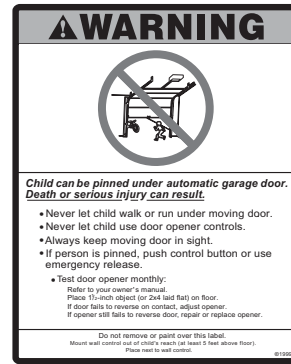 WARNING
Child can be pinned under automatic garage door.
Death or serious injury can result.
• Never let child walk or run under moving door.
• Never let child use door opener controls.
• Always keep moving door in sight.
• If person is pinned, push control button or use
emergency release.
• Test door opener monthly:
Refer to your owner's manual.
Place 1½-inch object (or 2x4 laid flat) on floor.
If door fails to reverse on contact, adjust opener.
If opener still fails to reverse door, repair or replace opener.
Do not remove or paint over this label.
Mount wall control out of child's reach (at least 5 feet above floor).
Place next to wall control.